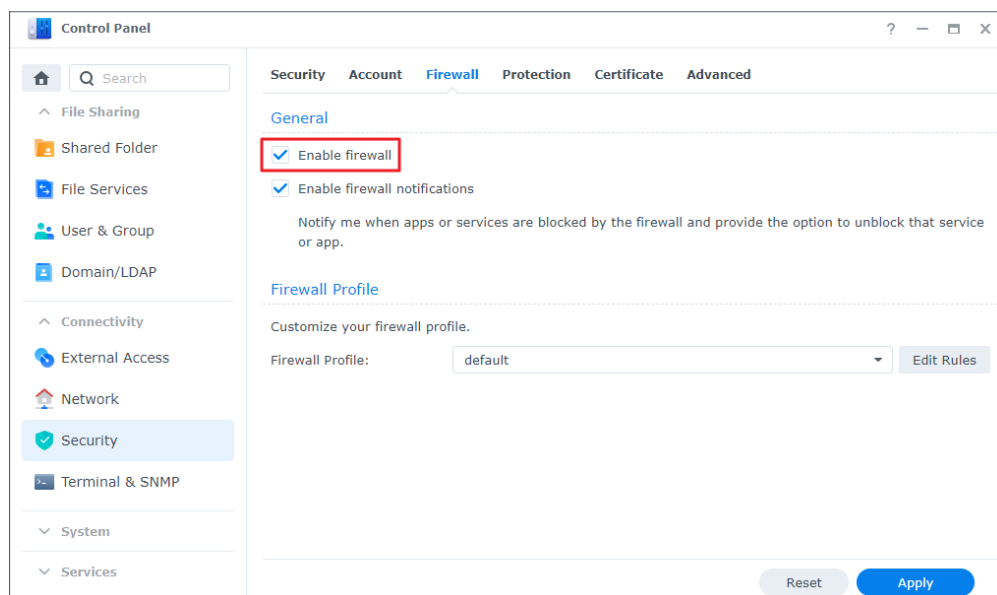 Control Panel
?
Search
File Sharing
Shared Folder
File Services
User & Group
Domain/LDAP
Connectivity
External Access
Network
Security
Terminal & SNMP
System
Services
Security Account Firewall Protection Certificate Advanced
General
Enable firewall
Enable firewall notifications
Notify me when apps or services are blocked by the firewall and provide the option to unblock that service
or app.
Firewall Profile
Customize your firewall profile.
Firewall Profile: default Edit Rules
Reset Apply